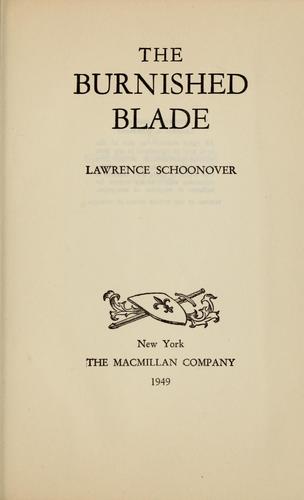 THE
BURNISHED
BLADE
LAWRENCE SCHOONOVER
New York
THE MACMILLAN COMPANY
1949